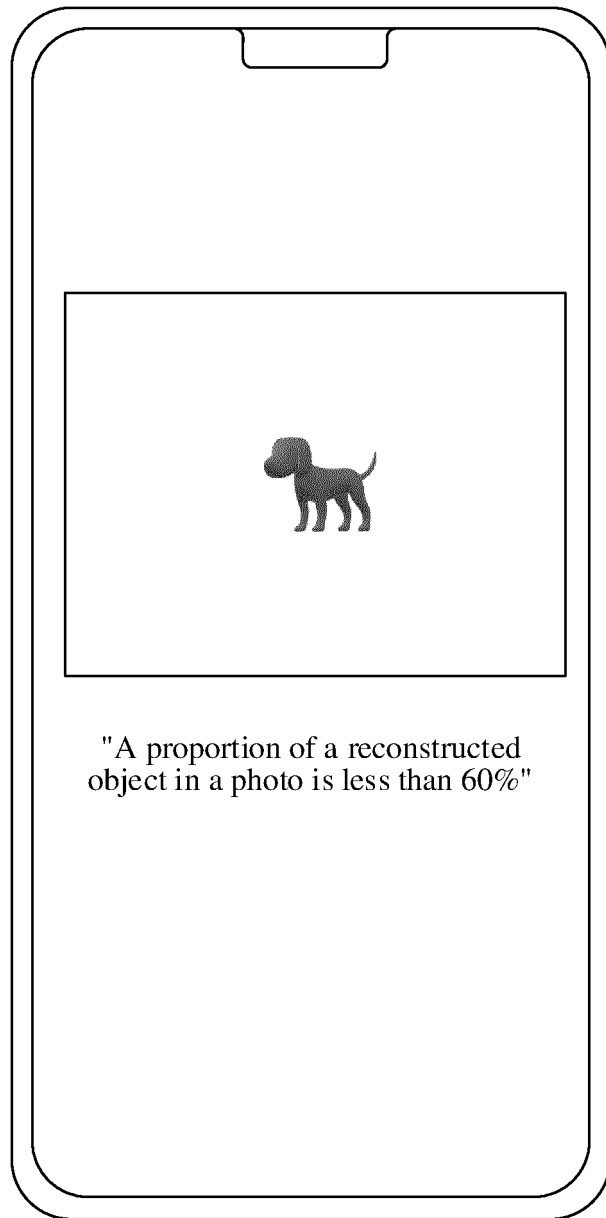 "A proportion of a reconstructed
object in a photo is less than 60%"